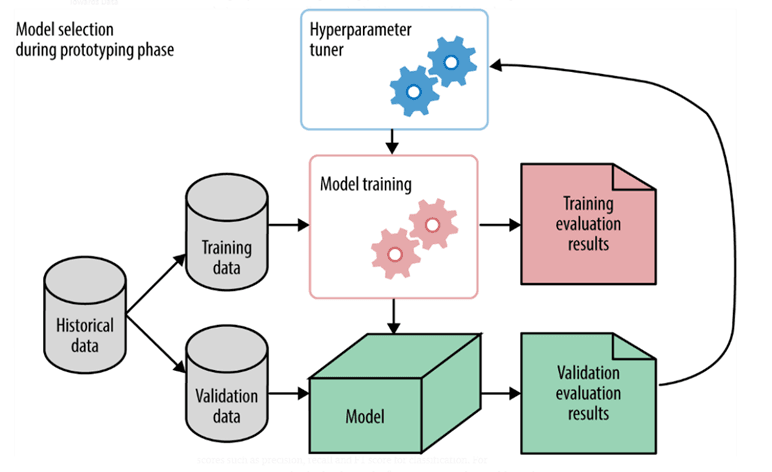 Model selection
during prototyping phase
Hyperparameter
tuner
Model training
Training
evaluation
results
Training
data
Historical
data
Validation
data
Model
Validation
evaluation
results